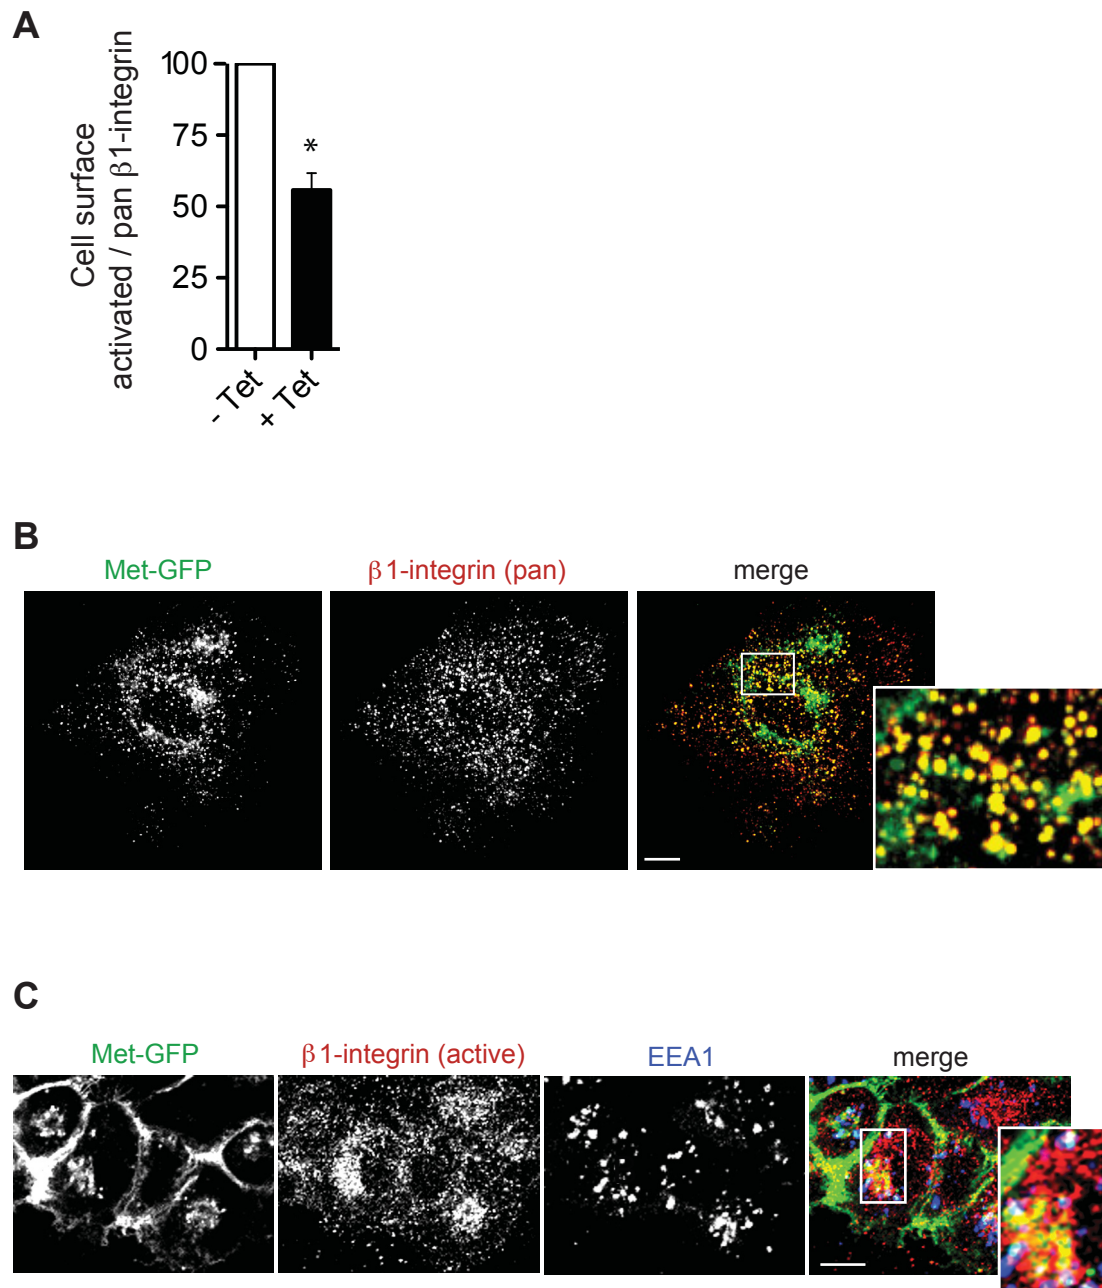 A
Cell surface
activated / pan β1-integrin
100
75
50
25
0
*
- Tet
+ Tet
B
Met-GFP
β1-integrin (pan)
merge
C
Met-GFP
β1-integrin (active)
EEA1
merge